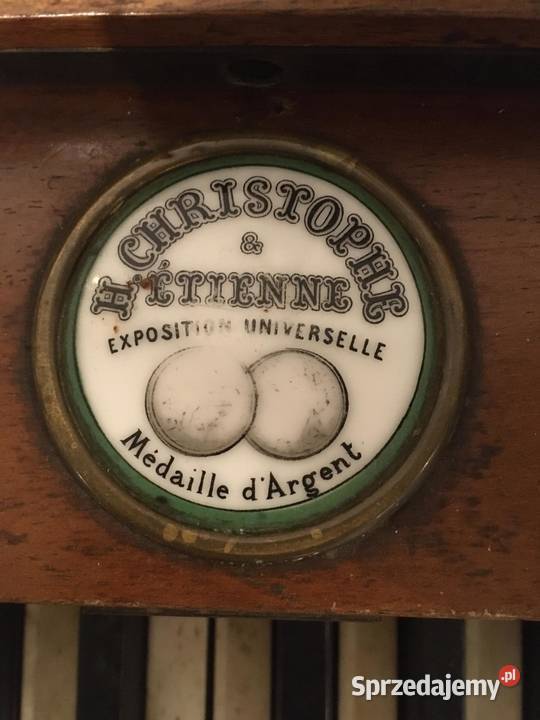 H. CHRISTOPHE
&
ÉTIENNE
EXPOSITION UNIVERSELLE
Médaille d'Argent
Sprzedajemy.pl